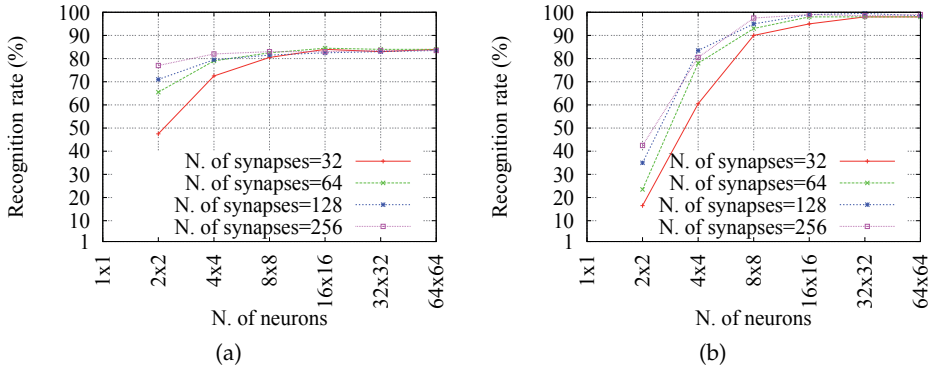 Recognition rate (%)
100
90
80
70
60
50
40
30
20
10
1
N. of synapses=32
N. of synapses=64
N. of synapses=128
N. of synapses=256
1x1
2x2
4x4
8x8
16x16
32x32
64x64
N. of neurons
(a)
Recognition rate (%)
100
90
80
70
60
50
40
30
20
10
1
N. of synapses=32
N. of synapses=64
N. of synapses=128
N. of synapses=256
1x1
2x2
4x4
8x8
16x16
32x32
64x64
N. of neurons
(b)